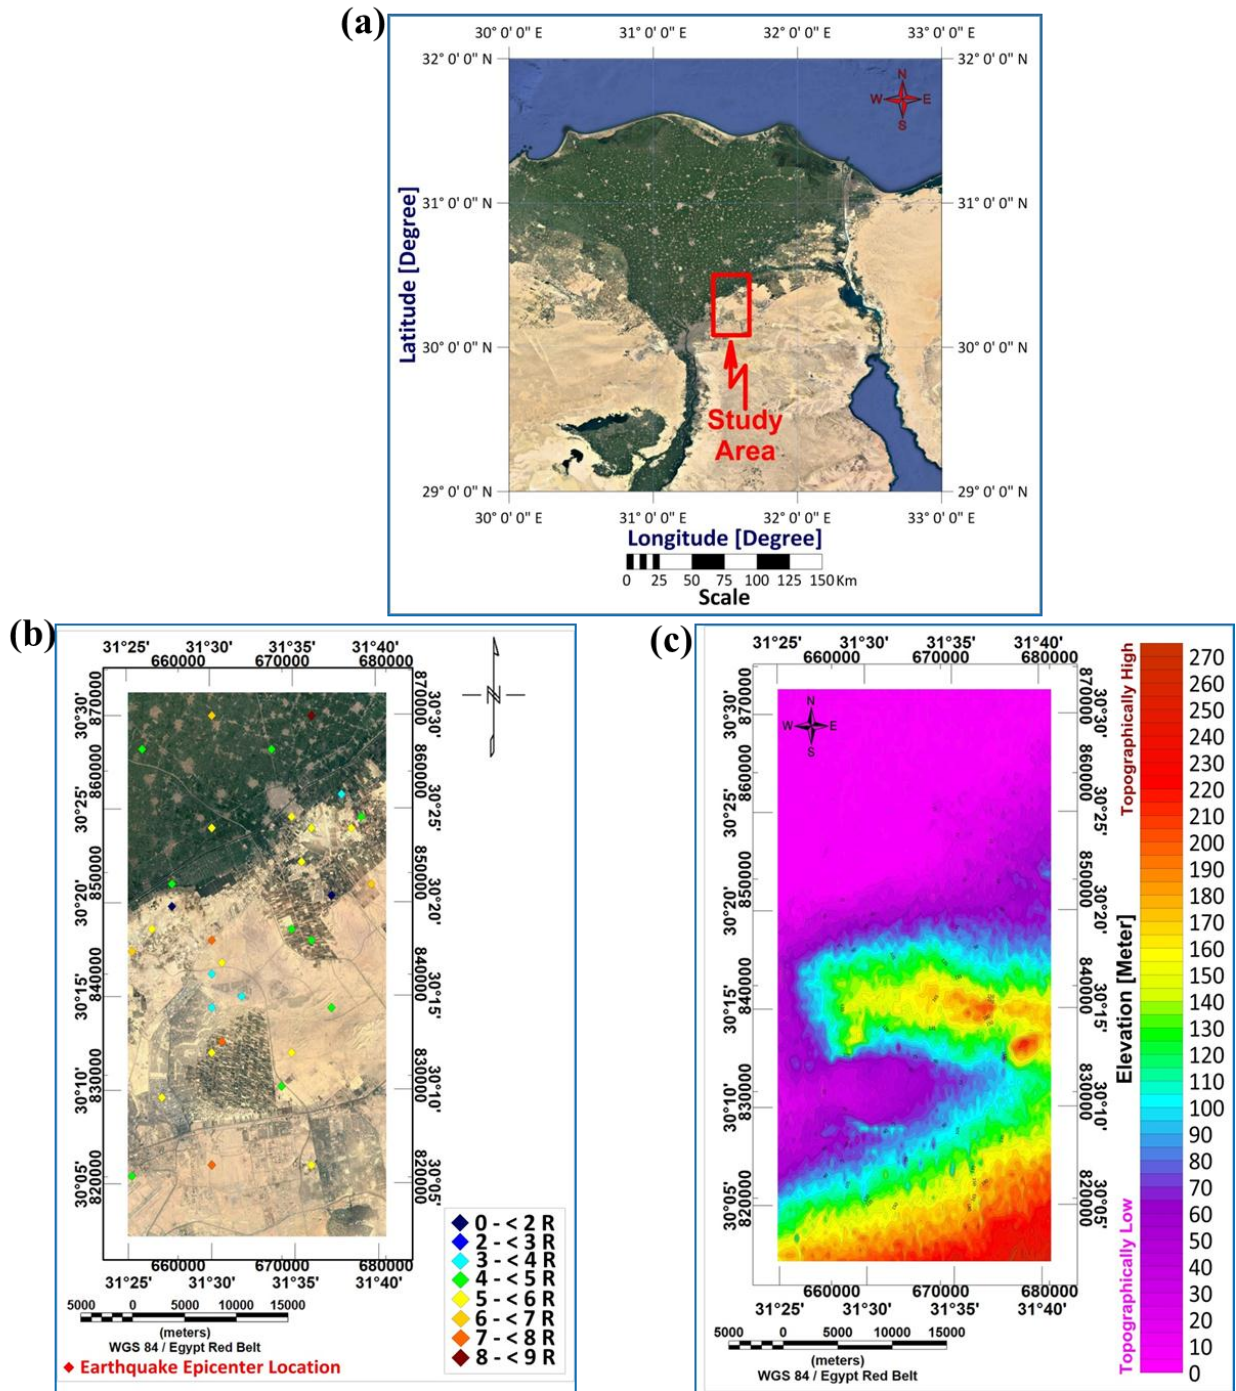 (a)
30° 0' 0" E 31° 0' 0" E 32° 0' 0" E 33° 0' 0" E
32° 0' 0" N 32° 0' 0" N
N
W E
S
31° 0' 0" N 31° 0' 0" N
Latitude [Degree]
30° 0' 0" N 30° 0' 0" N
Study
Area
29° 0' 0" N 29° 0' 0" N
30° 0' 0" E 31° 0' 0" E 32° 0' 0" E 33° 0' 0" E
Longitude [Degree]
0 25 50 75 100 125 150 Km
Scale
(b)
31°25' 31°30' 31°35' 31°40'
660000 670000 680000
N
870000 30°30'
860000 30°25'
850000 30°20'
840000 30°15'
830000 30°10'
820000 30°05'
870000 30°30'
860000 30°25'
850000 30°20'
840000 30°15'
830000 30°10'
820000 30°05'
660000 670000 680000
31°25' 31°30' 31°35' 31°40'
5000 0 5000 10000 15000
(meters)
WGS 84 / Egypt Red Belt
Earthquake Epicenter Location
0 - < 2 R
2 - < 3 R
3 - < 4 R
4 - < 5 R
5 - < 6 R
6 - < 7 R
7 - < 8 R
8 - < 9 R
(c)
31°25' 31°30' 31°35' 31°40'
660000 670000 680000
N
W E
S
870000 30°30'
860000 30°25'
850000 30°20'
840000 30°15'
830000 30°10'
820000 30°05'
870000 30°30'
860000 30°25'
850000 30°20'
840000 30°15'
830000 30°10'
820000 30°05'
660000 670000 680000
31°25' 31°30' 31°35' 31°40'
5000 0 5000 10000 15000
(meters)
WGS 84 / Egypt Red Belt
Topographically High
Elevation [Meter]
Topographically Low
270
260
250
240
230
220
210
200
190
180
170
160
150
140
130
120
110
100
90
80
70
60
50
40
30
20
10
0